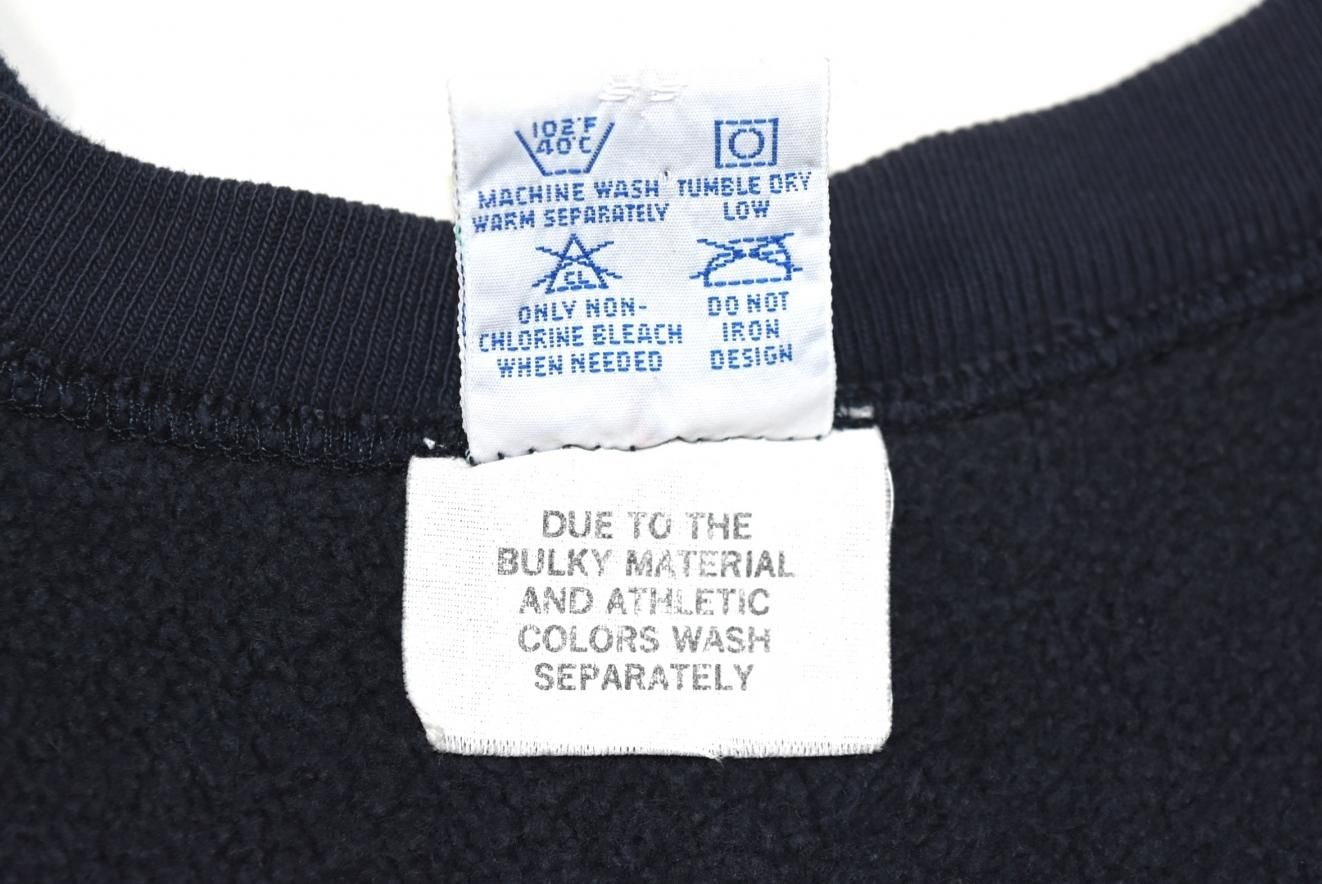 102°F
40°C
MACHINE WASH
WARM SEPARATELY
TUMBLE DRY
LOW
CL
ONLY NON-
CHLORINE BLEACH
WHEN NEEDED
DO NOT
IRON
DESIGN
DUE TO THE
BULKY MATERIAL
AND ATHLETIC
COLORS WASH
SEPARATELY